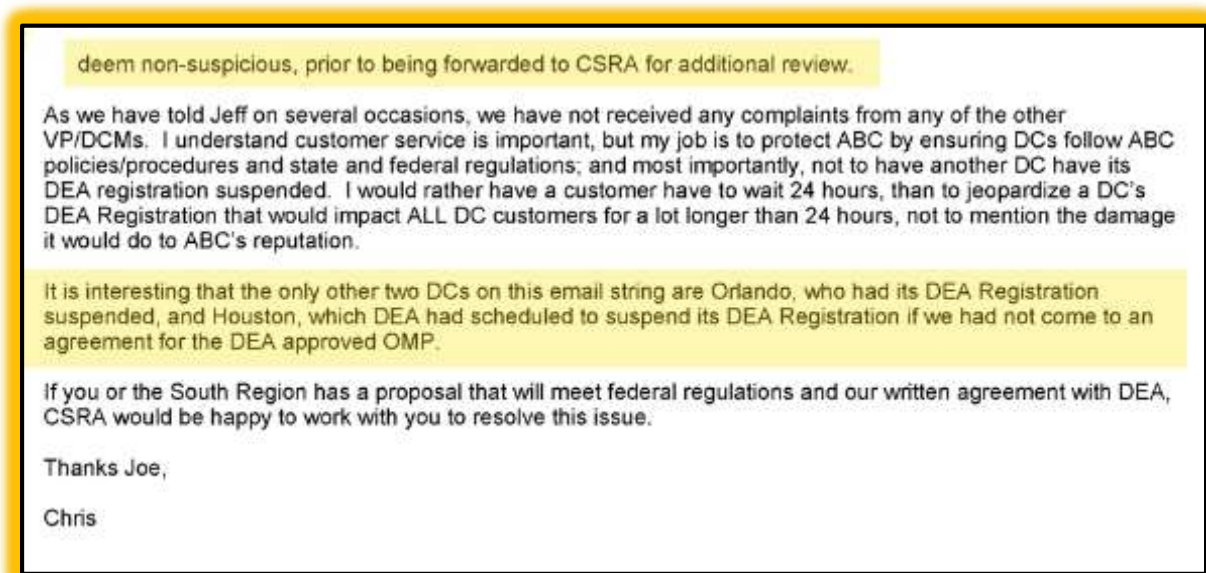 deem non-suspicious, prior to being forwarded to CSRA for additional review.
As we have told Jeff on several occasions, we have not received any complaints from any of the other
VP/DCMs. I understand customer service is important, but my job is to protect ABC by ensuring DCs follow ABC
policies/procedures and state and federal regulations; and most importantly, not to have another DC have its
DEA registration suspended. I would rather have a customer have to wait 24 hours, than to jeopardize a DC's
DEA Registration that would impact ALL DC customers for a lot longer than 24 hours, not to mention the damage
it would do to ABC's reputation.
It is interesting that the only other two DCs on this email string are Orlando, who had its DEA Registration
suspended, and Houston, which DEA had scheduled to suspend its DEA Registration if we had not come to an
agreement for the DEA approved OMP.
If you or the South Region has a proposal that will meet federal regulations and our written agreement with DEA,
CSRA would be happy to work with you to resolve this issue.
Thanks Joe,
Chris